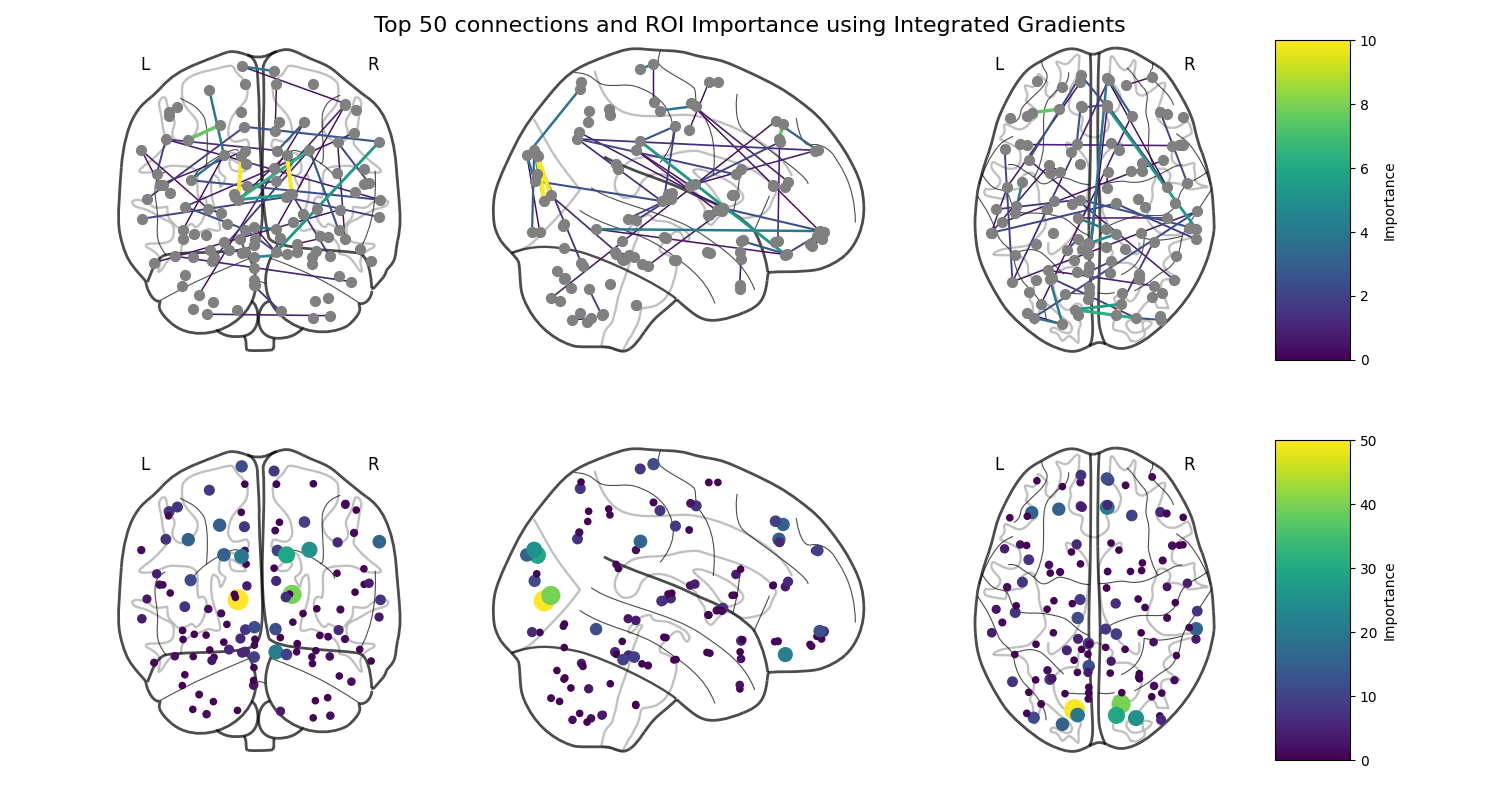 Top 50 connections and ROI Importance using Integrated Gradients
L
R
L
R
10
8
6
4
2
0
Importance
L
R
L
R
50
40
30
20
10
0
Importance